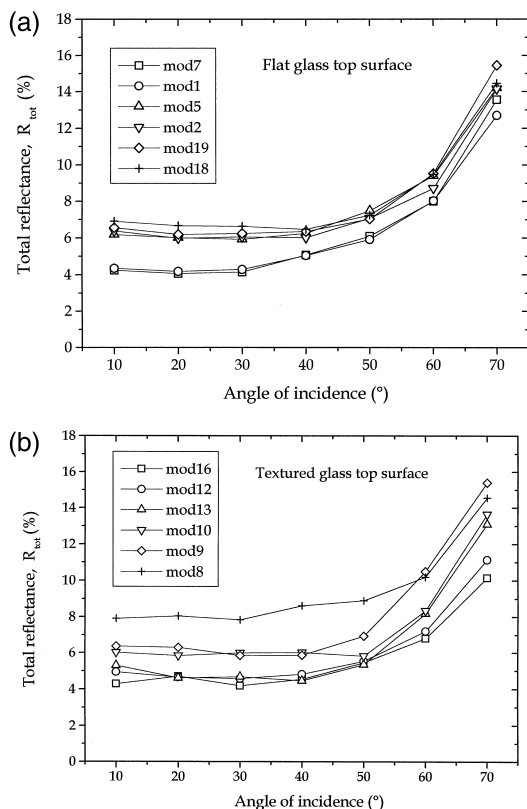 (a)
18
16
14
12
10
8
6
4
2
0
Total reflectance, R_tot (%)
Flat glass top surface
mod7
mod1
mod5
mod2
mod19
mod18
10 20 30 40 50 60 70
Angle of incidence (°)
(b)
18
16
14
12
10
8
6
4
2
0
Total reflectance, R_tot (%)
Textured glass top surface
mod16
mod12
mod13
mod10
mod9
mod8
10 20 30 40 50 60 70
Angle of incidence (°)